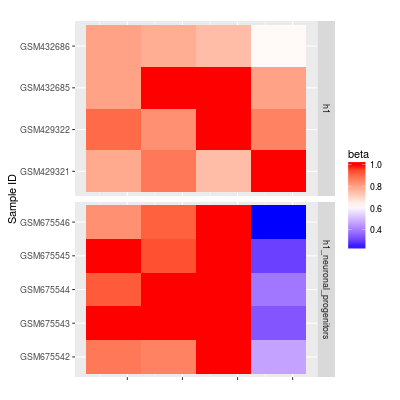 Sample ID
GSM432686
GSM432685
GSM429322
GSM429321
h1
GSM675546
GSM675545
GSM675544
GSM675543
GSM675542
h1_neuronal_progenitors
beta
1.0
0.8
0.6
0.4